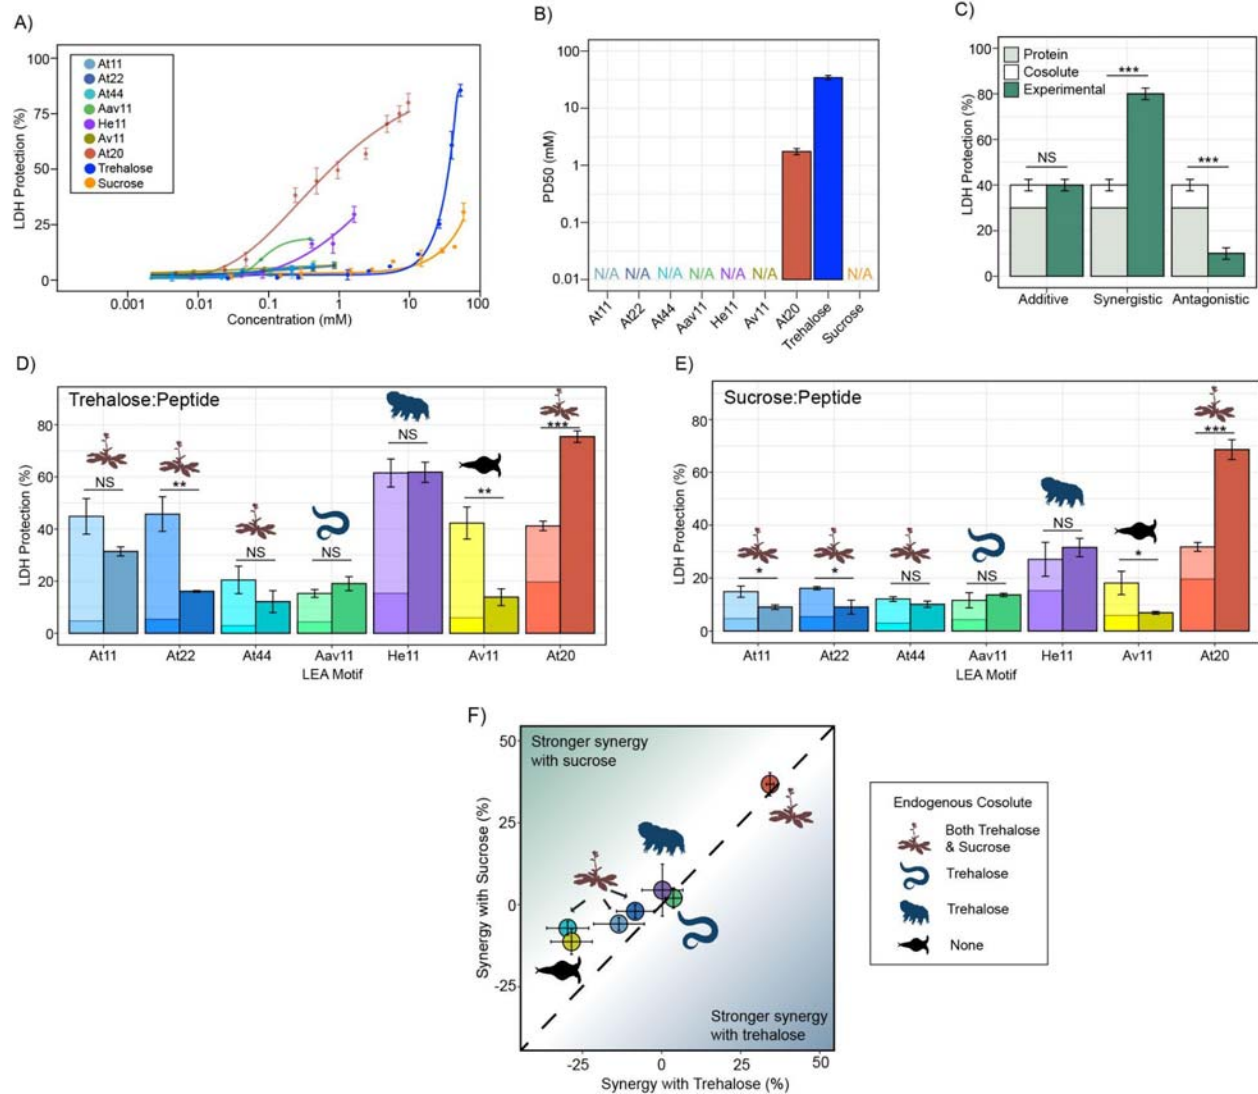 A)
LDH Protection (%)
100
75
50
25
0
At11
At22
At44
Aav11
He11
Av11
At20
Trehalose
Sucrose
0.001 0.01 0.1 1 10 100
Concentration (mM)
B)
PD50 (mM)
100
10
1
0.1
0.01
N/A N/A N/A N/A N/A N/A N/A
At11 At22 At44 Aav11 He11 Av11 At20 Trehalose Sucrose
C)
LDH Protection (%)
100
80
60
40
20
0
Protein
Cosolute
Experimental
NS *** ***
Additive Synergistic Antagonistic
D)
Trehalose:Peptide
LDH Protection (%)
80
60
40
20
0
NS ** NS NS NS ** ***
At11 At22 At44 Aav11 He11 Av11 At20
LEA Motif
E)
Sucrose:Peptide
LDH Protection (%)
80
60
40
20
0
* * NS NS NS * ***
At11 At22 At44 Aav11 He11 Av11 At20
LEA Motif
F)
Stronger synergy
with sucrose
Synergy with Sucrose (%)
50
25
0
-25
Stronger synergy
with trehalose
-25 0 25 50
Synergy with Trehalose (%)
Endogenous Cosolute
Both Trehalose
& Sucrose
Trehalose
Trehalose
None